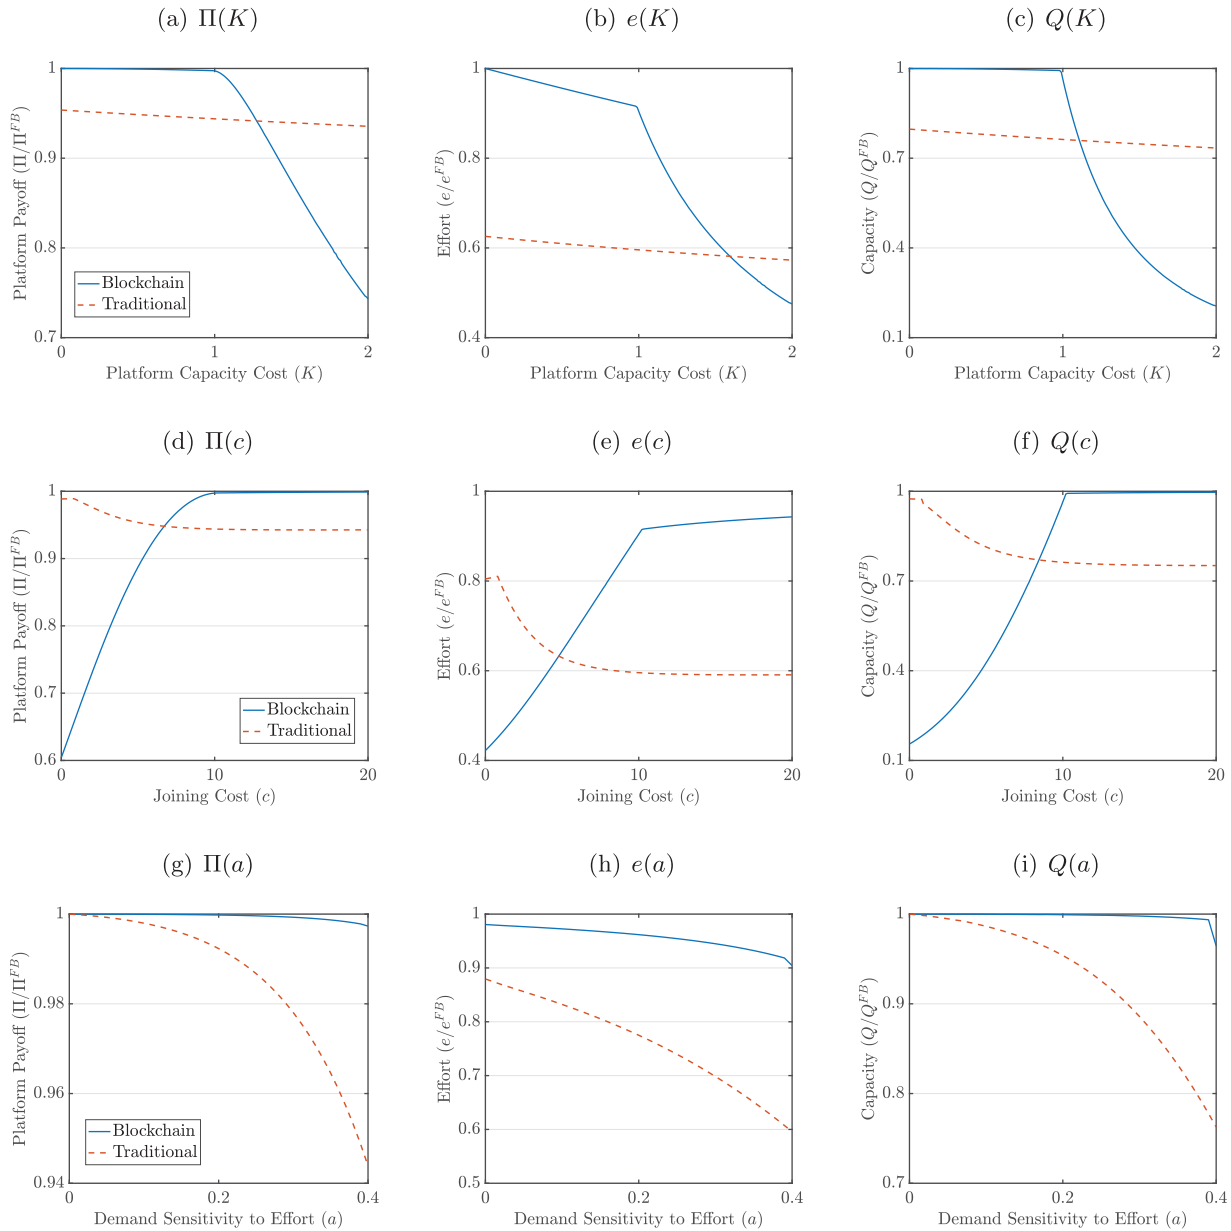 (a) Π(K)
Platform Payoff (Π/Π^FB)
1
0.9
0.8
0.7
Blockchain
Traditional
0 1 2
Platform Capacity Cost (K)
(b) e(K)
Effort (e/e^FB)
1
0.8
0.6
0.4
0 1 2
Platform Capacity Cost (K)
(c) Q(K)
Capacity (Q/Q^FB)
1
0.7
0.4
0.1
0 1 2
Platform Capacity Cost (K)
(d) Π(c)
Platform Payoff (Π/Π^FB)
1
0.9
0.8
0.7
0.6
Blockchain
Traditional
0 10 20
Joining Cost (c)
(e) e(c)
Effort (e/e^FB)
1
0.8
0.6
0.4
0 10 20
Joining Cost (c)
(f) Q(c)
Capacity (Q/Q^FB)
1
0.7
0.4
0.1
0 10 20
Joining Cost (c)
(g) Π(a)
Platform Payoff (Π/Π^FB)
1
0.98
0.96
0.94
Blockchain
Traditional
0 0.2 0.4
Demand Sensitivity to Effort (a)
(h) e(a)
Effort (e/e^FB)
1
0.9
0.8
0.7
0.6
0.5
0 0.2 0.4
Demand Sensitivity to Effort (a)
(i) Q(a)
Capacity (Q/Q^FB)
1
0.9
0.8
0.7
0 0.2 0.4
Demand Sensitivity to Effort (a)